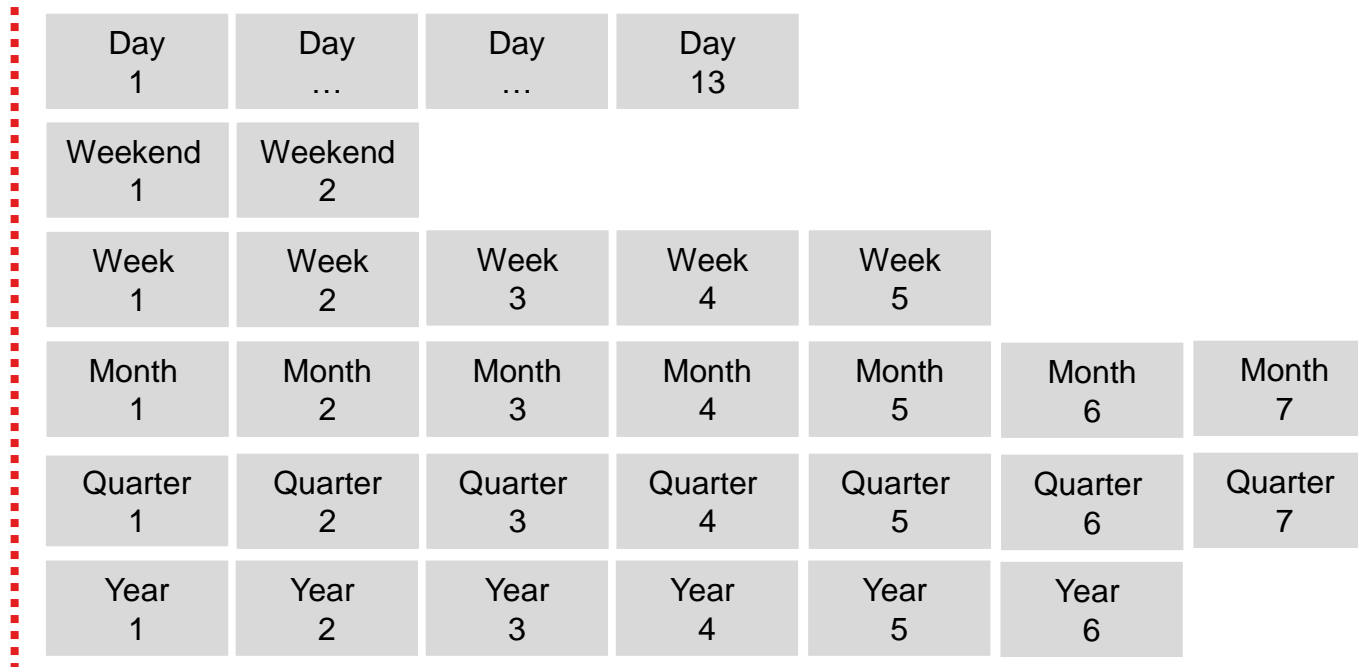 Day Day Day Day
1 … … 13
Weekend Weekend
1 2
Week Week Week Week Week
1 2 3 4 5
Month Month Month Month Month Month Month
1 2 3 4 5 6 7
Quarter Quarter Quarter Quarter Quarter Quarter Quarter
1 2 3 4 5 6 7
Year Year Year Year Year Year
1 2 3 4 5 6